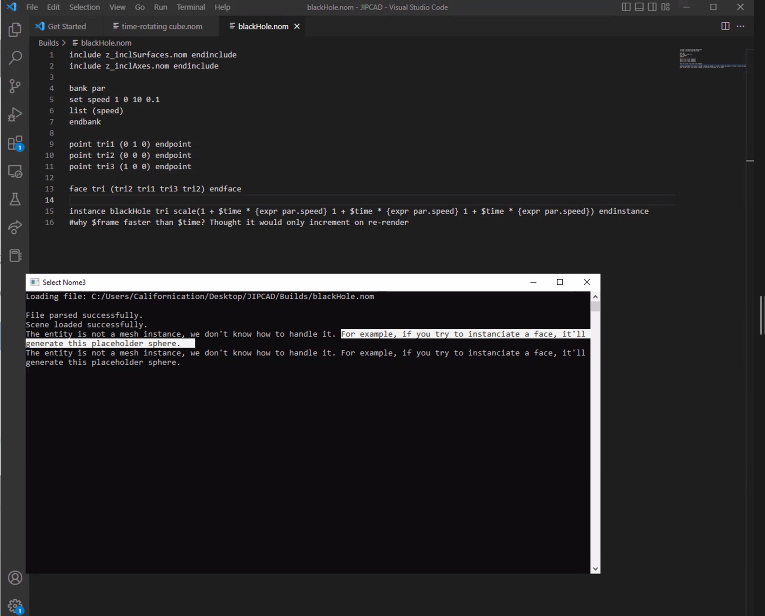 File Edit Selection View Go Run Terminal Help blackHole.nom - JIPCAD - Visual Studio Code
Get Started time-rotating cube.nom blackHole.nom
Builds > blackHole.nom
1 include z_inclSurfaces.nom endinclude
2 include z_inclAxes.nom endinclude
3
4 bank par
5 set speed 1 0 10 0.1
6 list (speed)
7 endbank
8
9 point tri1 (0 1 0) endpoint
10 point tri2 (0 0 0) endpoint
11 point tri3 (1 0 0) endpoint
12
13 face tri (tri2 tri1 tri3 tri2) endface
14
15 instance blackHole tri scale(1 + $time * {expr par.speed} 1 + $time * {expr par.speed} 1 + $time * {expr par.speed}) endinstance
16 #why $frame faster than $time? Thought it would only increment on re-render
1
Select Nome3
Loading file: C:/Users/Californication/Desktop/JIPCAD/Builds/blackHole.nom
File parsed successfully.
Scene loaded successfully.
The entity is not a mesh instance, we don't know how to handle it. For example, if you try to instanciate a face, it'll
generate this placeholder sphere.
The entity is not a mesh instance, we don't know how to handle it. For example, if you try to instanciate a face, it'll
generate this placeholder sphere.
1